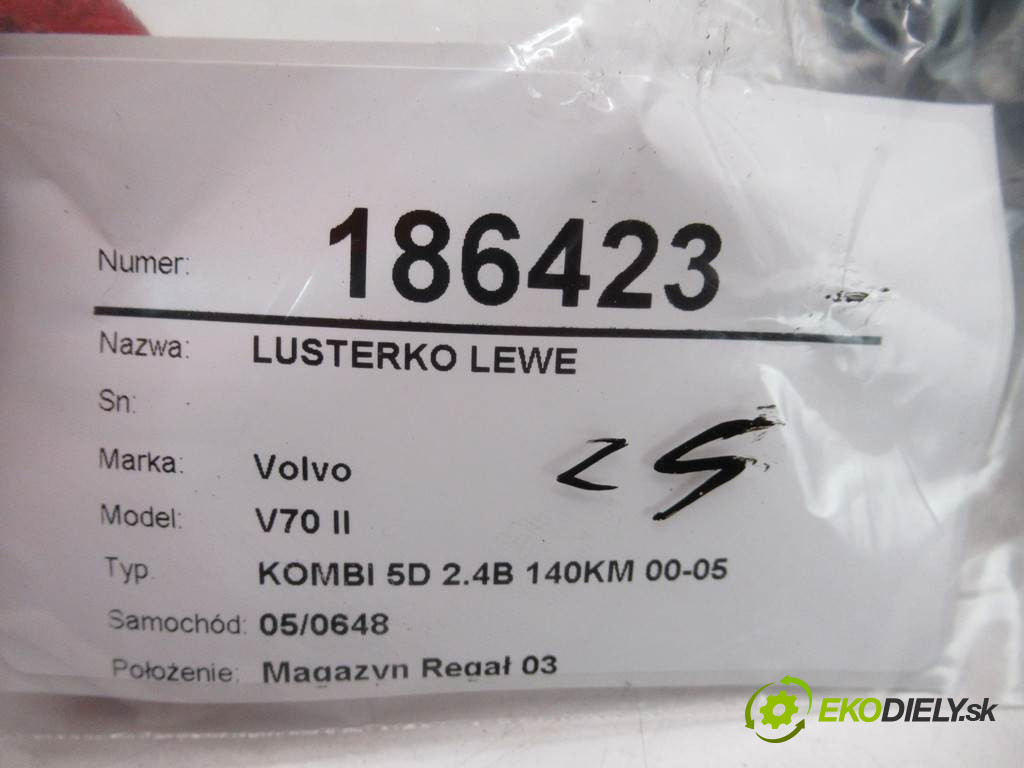 Numer: 186423
Nazwa: LUSTERKO LEWE
Sn:
Marka: Volvo
Model: V70 II
Typ KOMBI 5D 2.4B 140KM 00-05
Samochód: 05/0648
Położenie: Magazyn Regał 03
EKODIELY.sk